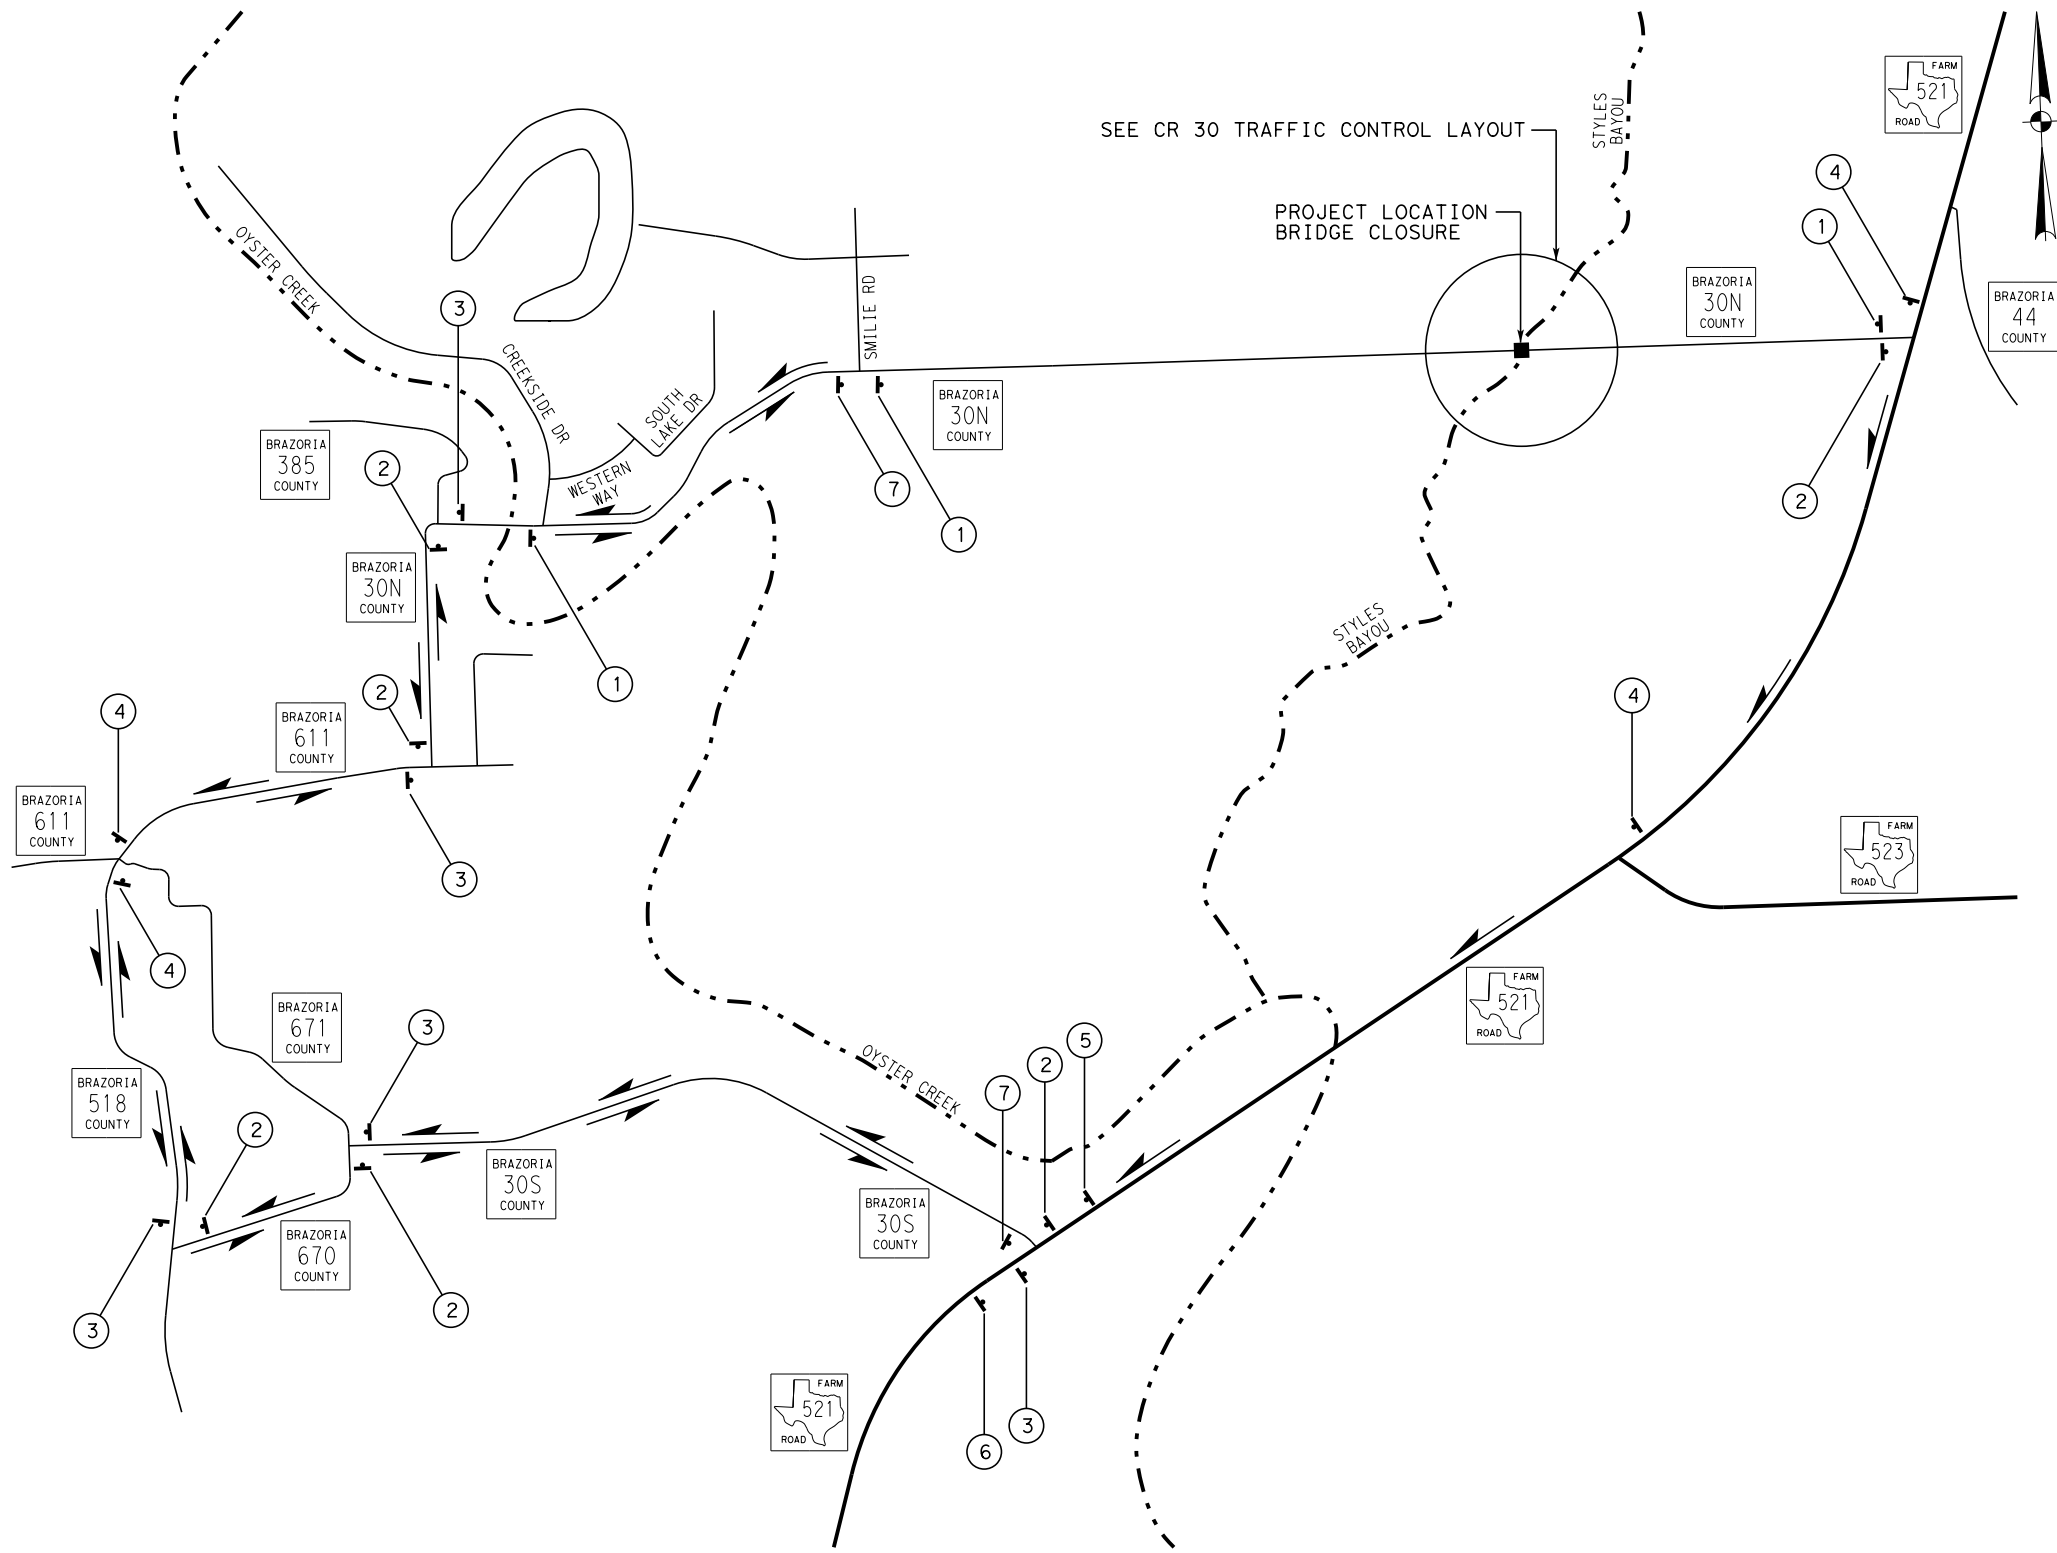 FARM
521
ROAD
STYLES
BAYOU
SEE CR 30 TRAFFIC CONTROL LAYOUT
4
PROJECT LOCATION
BRIDGE CLOSURE
1
OYSTER CREEK
SMILIE RD
BRAZORIA
30N
COUNTY
BRAZORIA
44
COUNTY
3
CREEKSIDE DR
SOUTH
LAKE DR
BRAZORIA
30N
COUNTY
BRAZORIA
385
COUNTY
2
WESTERN
WAY
7
2
1
BRAZORIA
30N
COUNTY
STYLES
BAYOU
2
1
4
4
BRAZORIA
611
COUNTY
BRAZORIA
611
COUNTY
FARM
523
ROAD
3
4
FARM
521
ROAD
BRAZORIA
671
COUNTY
3
5
2
7
OYSTER CREEK
BRAZORIA
518
COUNTY
2
BRAZORIA
30S
COUNTY
BRAZORIA
30S
COUNTY
BRAZORIA
670
COUNTY
2
3
FARM
521
ROAD
3
6